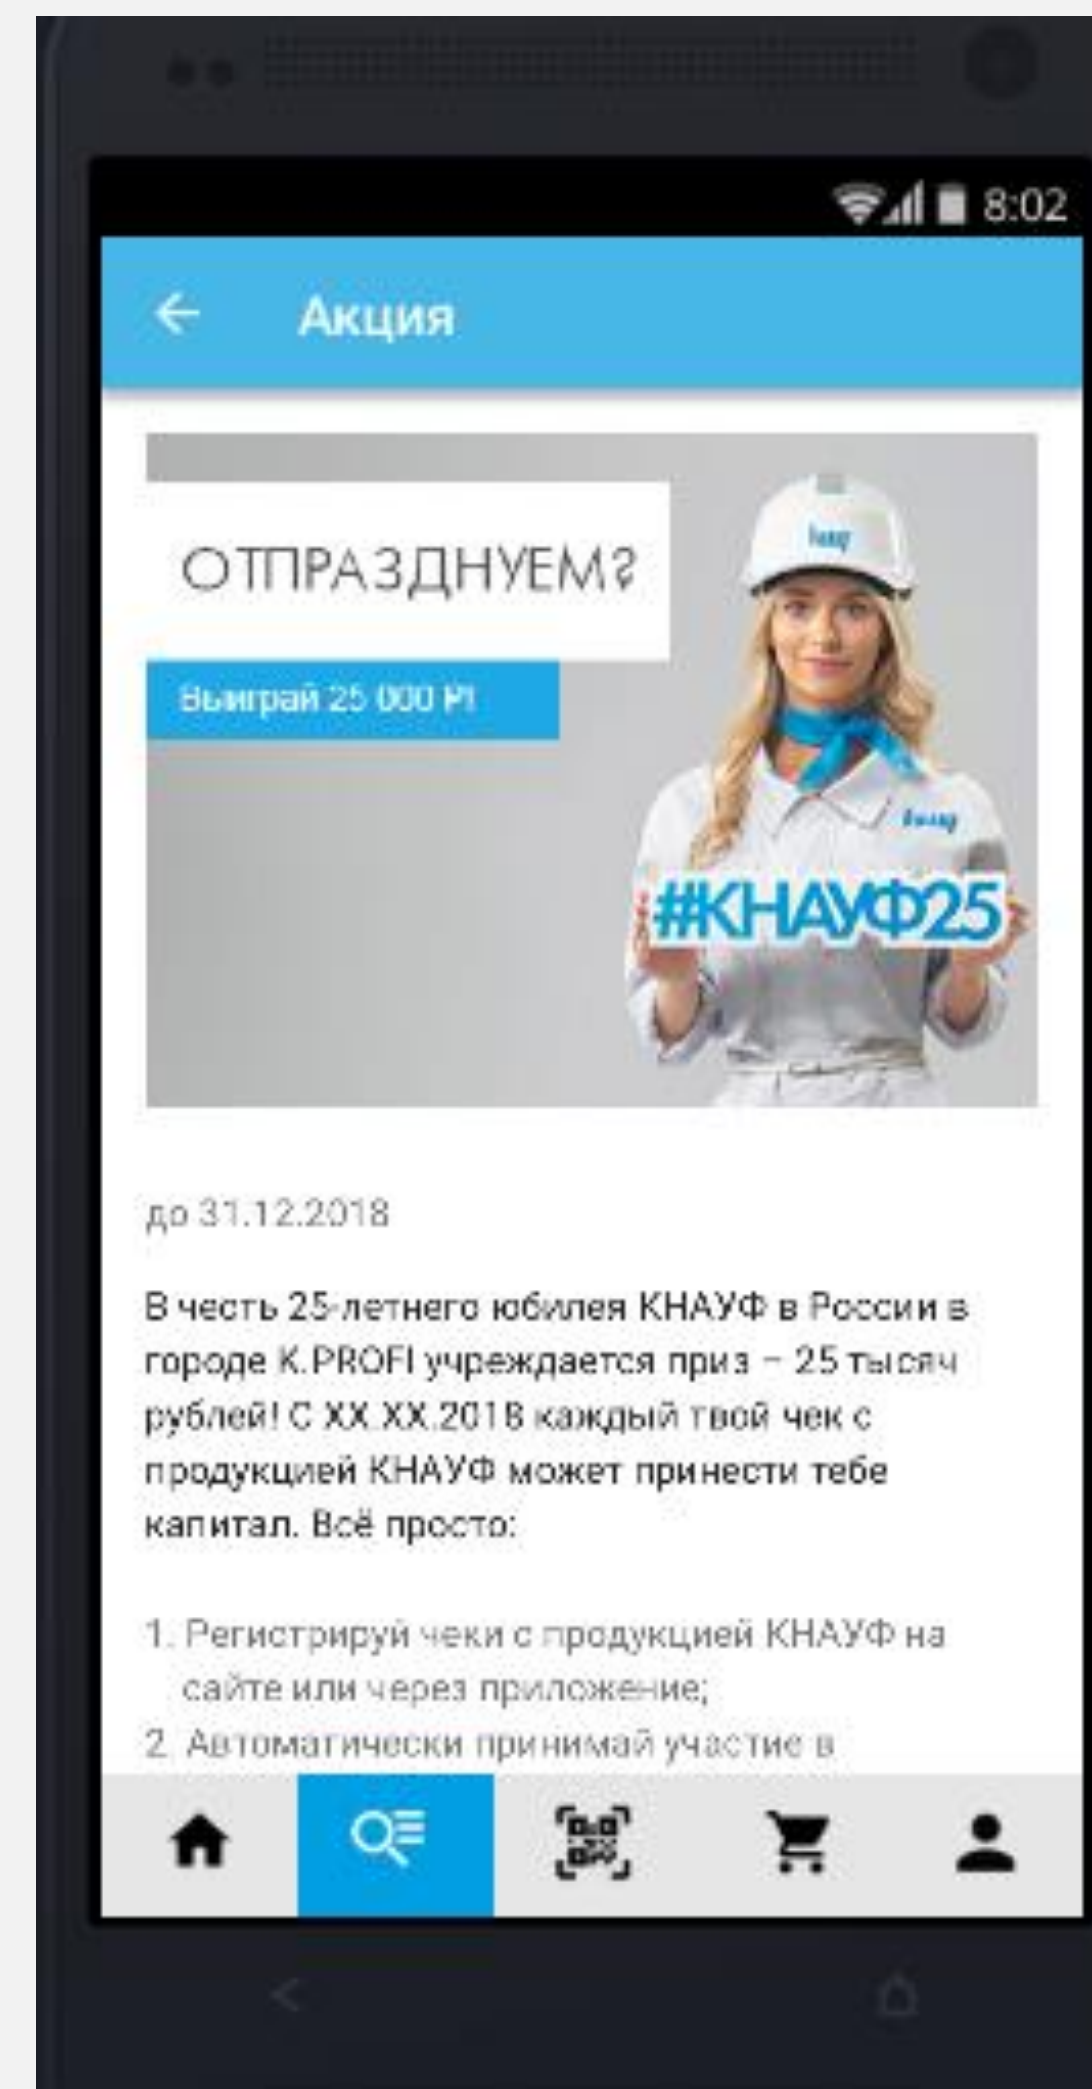 8:02
Акция
ОТПРАЗДНУЕМ?
Выиграй 25 000 ₽!
кнауф
кнауф
#КНАУФ25
до 31.12.2018
В честь 25-летнего юбилея КНАУФ в России в
городе K.PROFI учреждается приз – 25 тысяч
рублей! С XX.XX.2018 каждый твой чек с
продукцией КНАУФ может принести тебе
капитал. Всё просто:
1. Регистрируй чеки с продукцией КНАУФ на
сайте или через приложение;
2. Автоматически принимай участие в